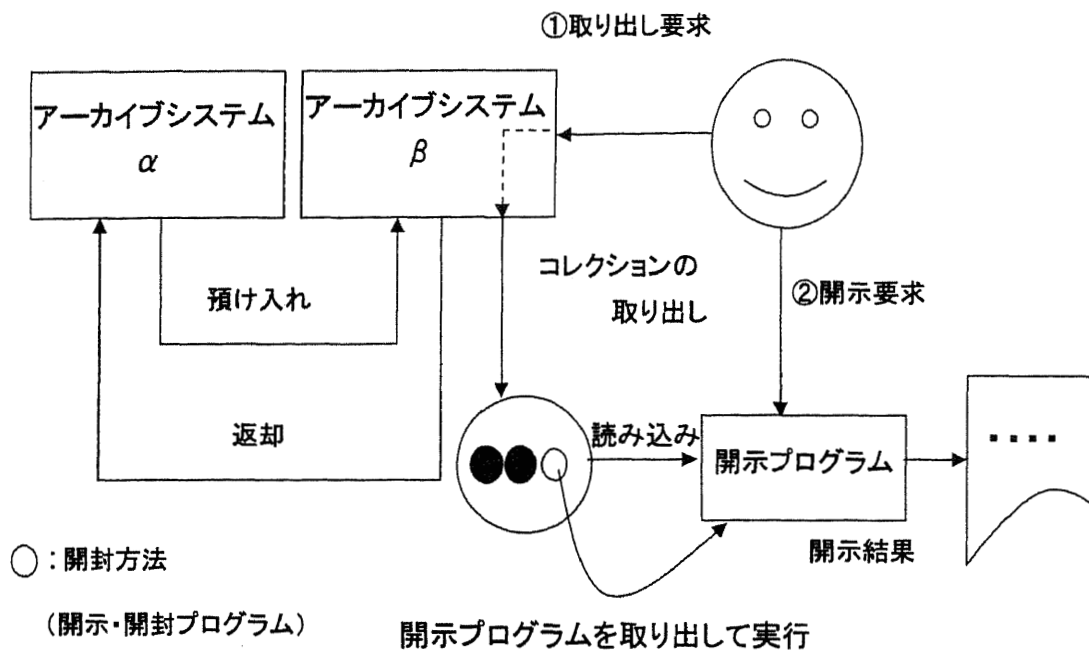 ①取り出し要求
アーカイブシステム
α
アーカイブシステム
β
コレクションの
取り出し
②開示要求
預け入れ
返却
読み込み
開示プログラム
開示結果
○：開封方法
（開示・開封プログラム）
開示プログラムを取り出して実行